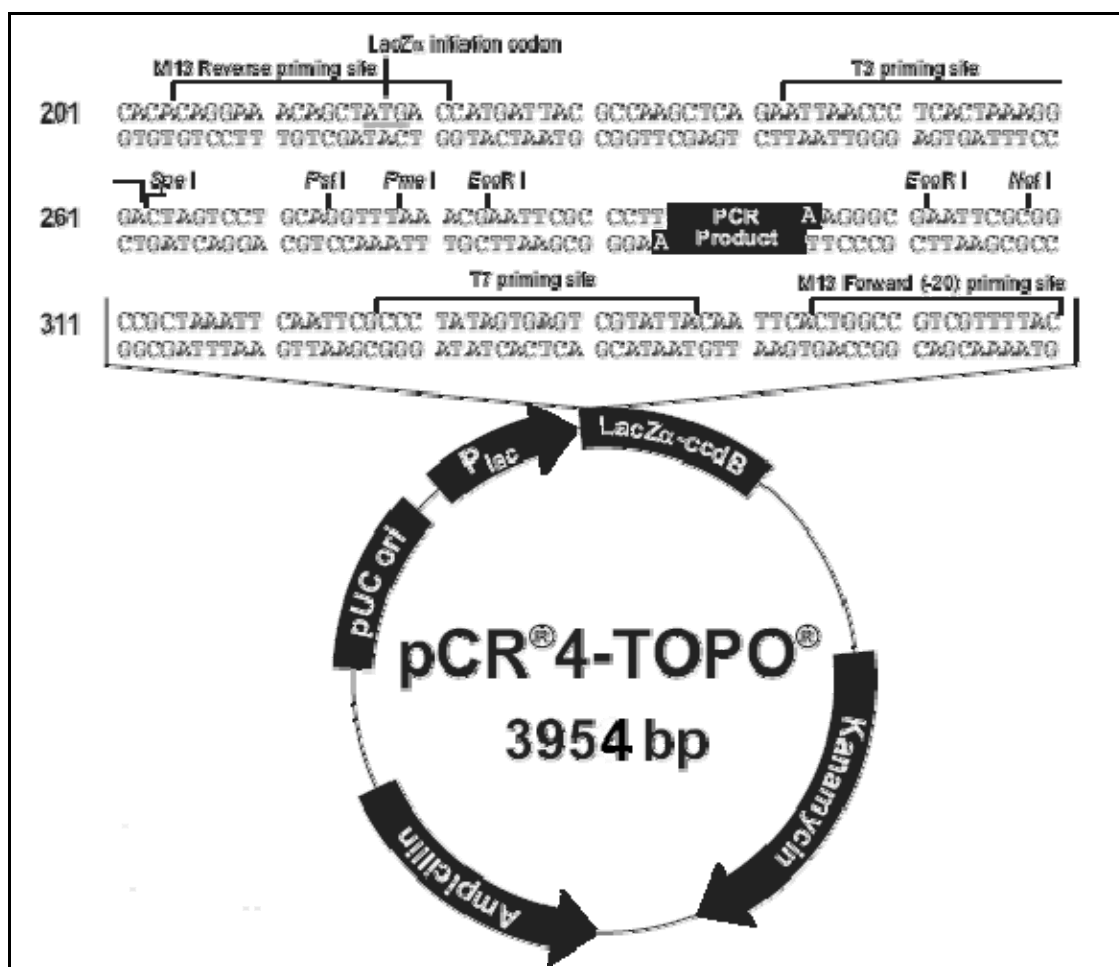 LacZα initiation codon
M13 Reverse priming site T3 priming site
201 CACACAGGAA ACAGCTATGA CCATGATTAC GCCAAGCTCA GAATTAACCC TCACTAAAGG
GTGTGTCCTT TGTCGATACT GGTACTAATG CGGTTCGAGT CTTAATTGGG AGTGATTTCC
Spe I Pst I Pme I EcoR I EcoR I Not I
261 GACTAGTCCT GCAGGTTTAA ACGAATTCGC CCTT PCR A AGGGC GAATTCGCGG
CTGATCAGGA CGTCCAAATT TGCTTAAGCG GGA A Product TTCCCG CTTAAGCGCC
T7 priming site M13 Forward (-20) priming site
311 CCGCTAAATT CAATTCGCCC TATAGTGAGT CGTATTACAA TTCACTGGCC GTCGTTTTAC
GGCGATTTAA GTTAAGCGGG ATATCACTCA GCATAATGTT AAGTGACCGG CAGCAAAATG
Plac LacZα-ccdB
pUC ori
pCR®4-TOPO®
3954 bp
Kanamycin
Ampicillin